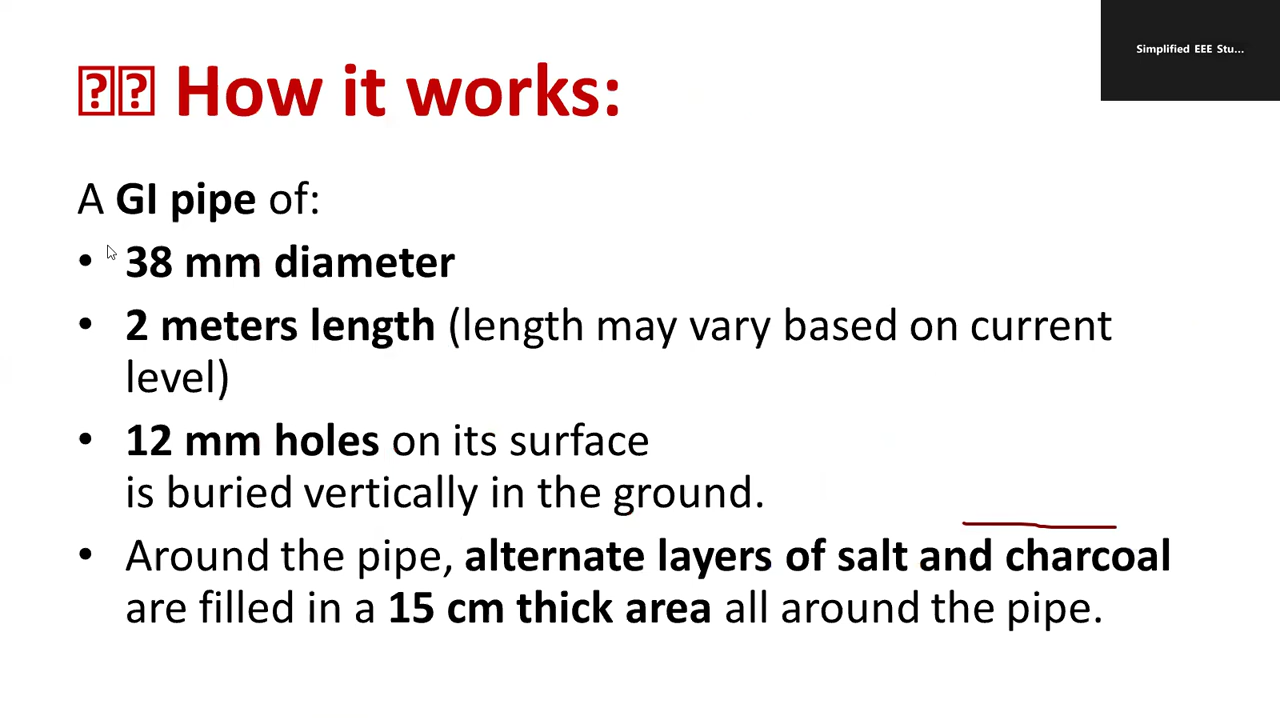 Simplified EEE Stu...
How it works:
A GI pipe of:
• 38 mm diameter
• 2 meters length (length may vary based on current
level)
• 12 mm holes on its surface
is buried vertically in the ground.
• Around the pipe, alternate layers of salt and charcoal
are filled in a 15 cm thick area all around the pipe.